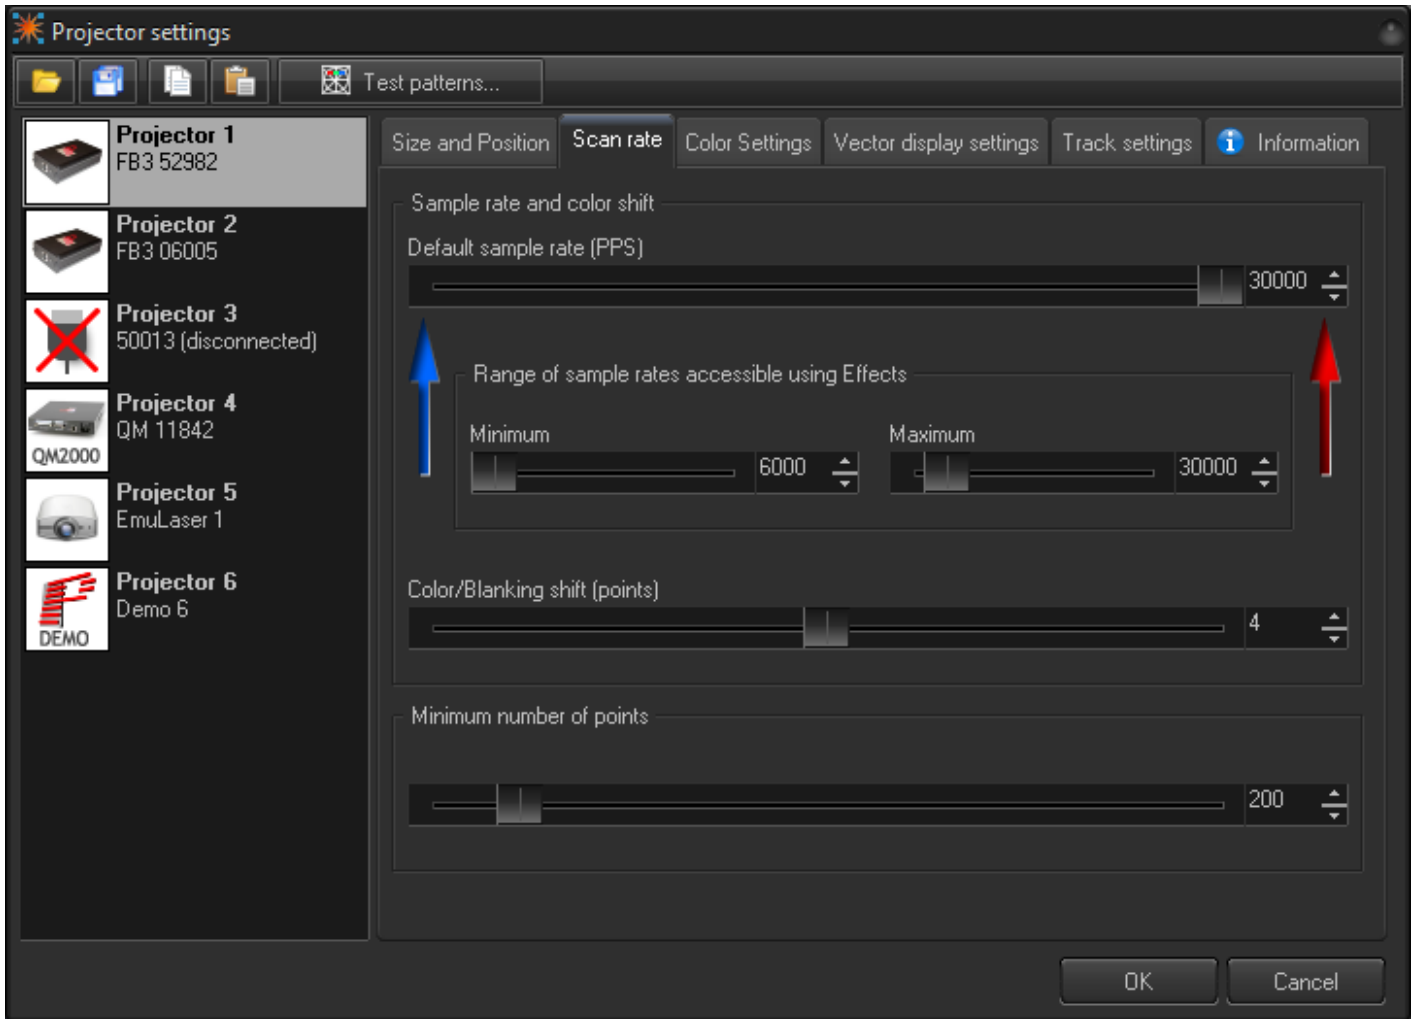 Projector settings
Test patterns...
Projector 1
FB3 52982
Projector 2
FB3 06005
Projector 3
50013 (disconnected)
Projector 4
QM 11842
QM2000
Projector 5
EmuLaser 1
Projector 6
Demo 6
DEMO
Size and Position
Scan rate
Color Settings
Vector display settings
Track settings
i Information
Sample rate and color shift
Default sample rate (PPS)
30000
Range of sample rates accessible using Effects
Minimum
6000
Maximum
30000
Color/Blanking shift (points)
4
Minimum number of points
200
OK
Cancel